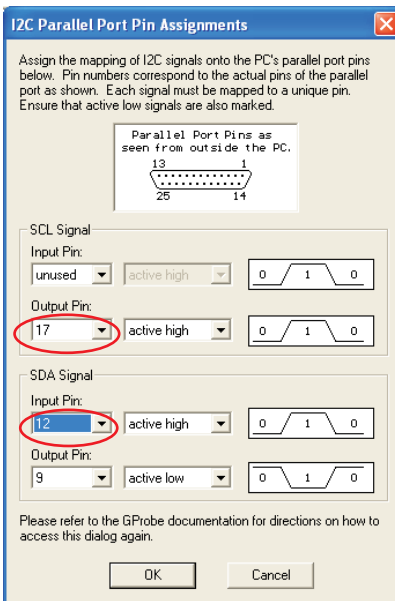 I2C Parallel Port Pin Assignments
Assign the mapping of I2C signals onto the PC's parallel port pins
below. Pin numbers correspond to the actual pins of the parallel
port as shown. Each signal must be mapped to a unique pin.
Ensure that active low signals are also marked.
Parallel Port Pins as
seen from outside the PC.
13 1
25 14
SCL Signal
Input Pin:
unused active high 0 1 0
Output Pin:
17 active high 0 1 0
SDA Signal
Input Pin:
12 active high 0 1 0
Output Pin:
9 active low 0 1 0
Please refer to the GProbe documentation for directions on how to
access this dialog again.
OK Cancel